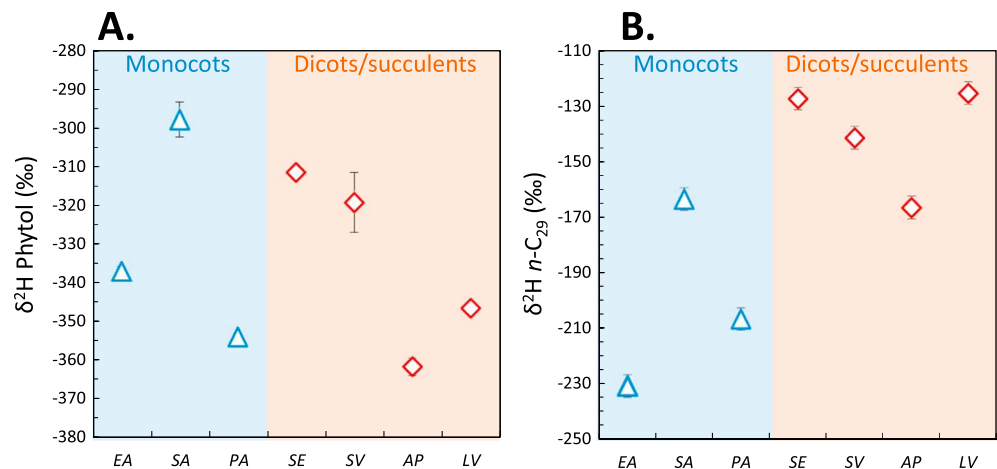 A.
B.
Monocots
Dicots/succulents
δ²H Phytol (‰)
-280
-290
-300
-310
-320
-330
-340
-350
-360
-370
-380
EA SA PA SE SV AP LV
Monocots
Dicots/succulents
δ²H n-C₂₉ (‰)
-110
-130
-150
-170
-190
-210
-230
-250
EA SA PA SE SV AP LV